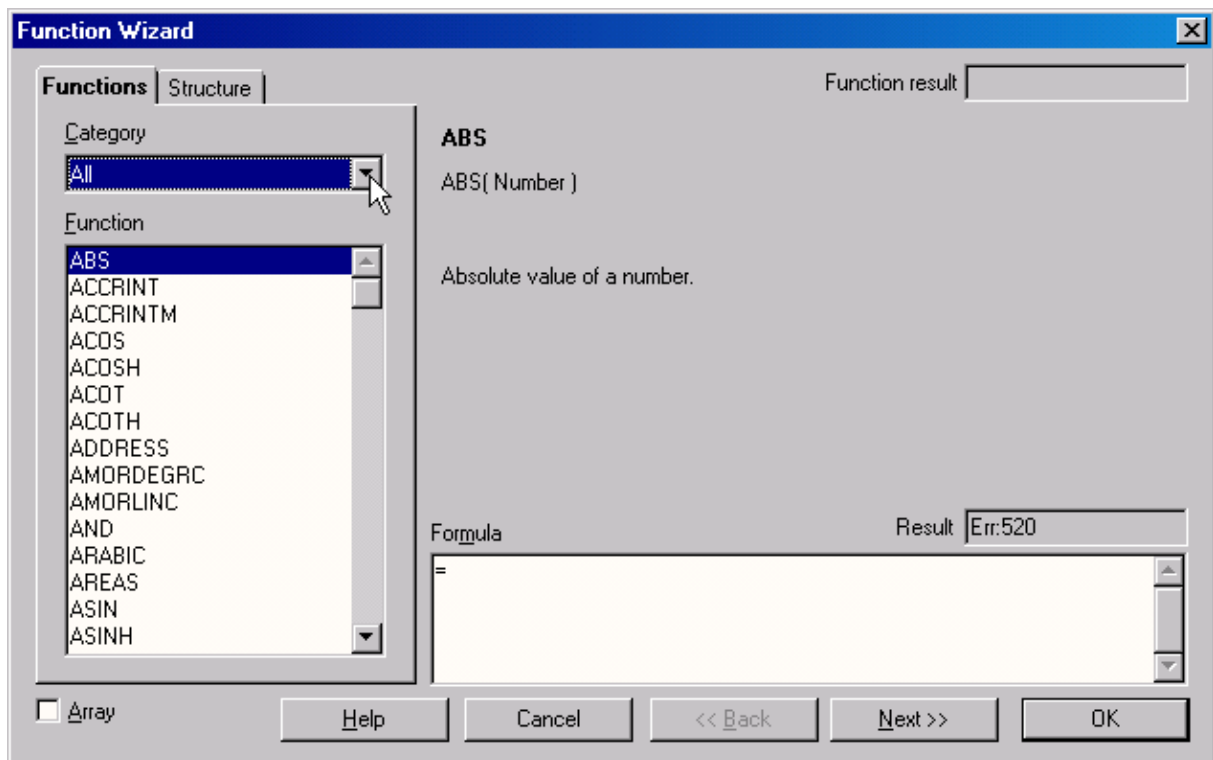 Function Wizard
Functions
Structure
Function result
Category
All
Function
ABS
ACCRINT
ACCRINTM
ACOS
ACOSH
ACOT
ACOTH
ADDRESS
AMORDEGRC
AMORLINC
AND
ARABIC
AREAS
ASIN
ASINH
ABS
ABS( Number )
Absolute value of a number.
Formula
Result Err:520
=
Array
Help
Cancel
<< Back
Next >>
OK